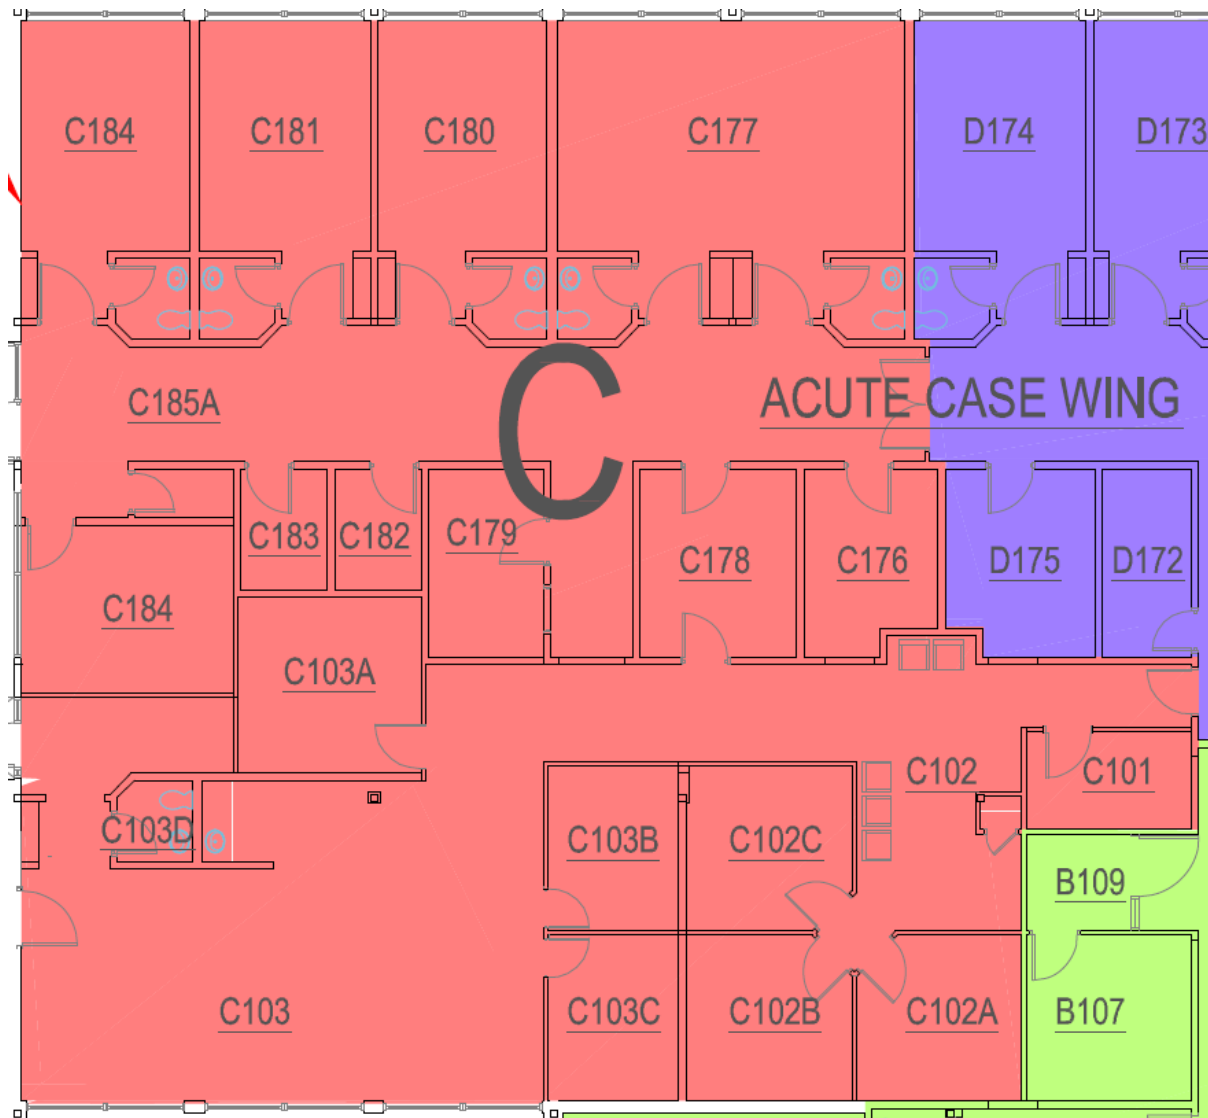 C184 C181 C180 C177 D174 D173
C185A C ACUTE CASE WING
C183 C182 C179 C178 C176 D175 D172
C184
C103A
C102 C101
C103D C103B C102C
B109
C103 C103C C102B C102A B107